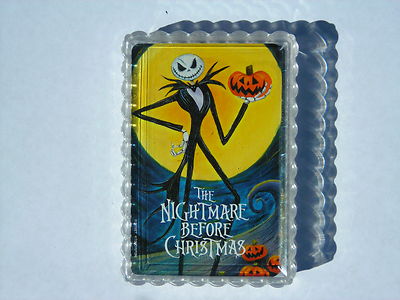 THE
NIGHTMARE
BEFORE
CHRISTMAS